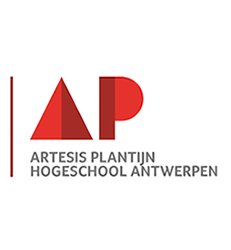 AP
ARTESIS PLANTIJN
HOGESCHOOL ANTWERPEN